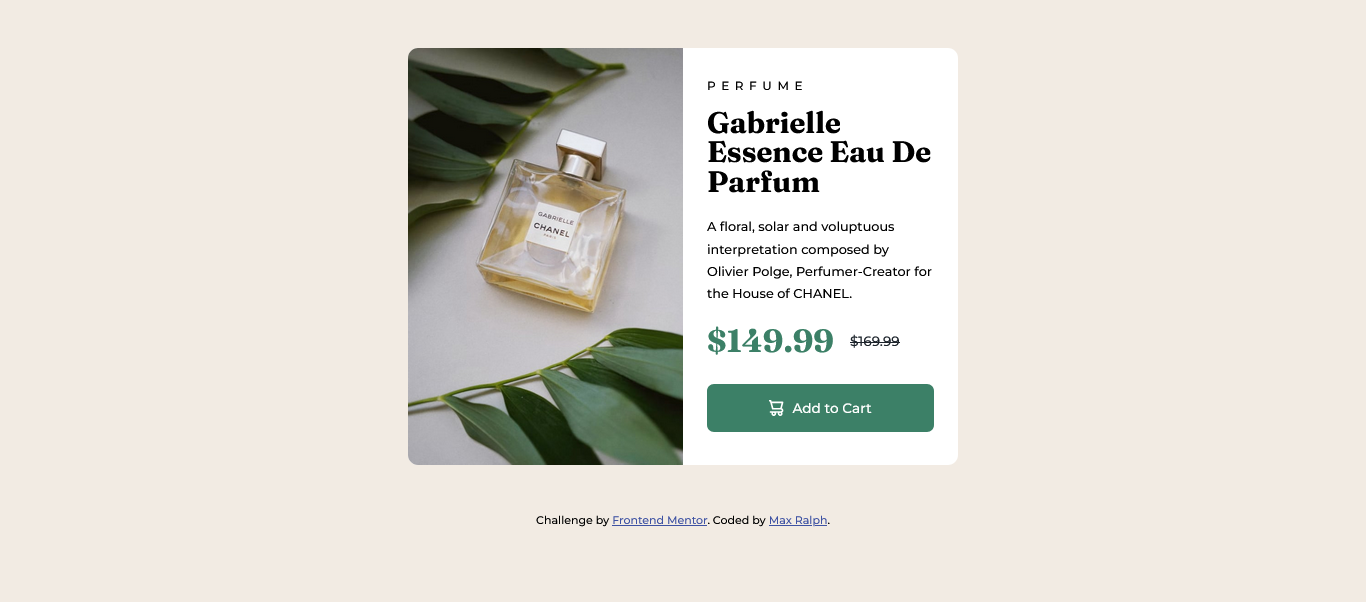 PERFUME
Gabrielle
Essence Eau De
Parfum
A floral, solar and voluptuous
interpretation composed by
Olivier Polge, Perfumer-Creator for
the House of CHANEL.
$149.99 $169.99
Add to Cart
GABRIELLE
CHANEL
PARIS
Challenge by Frontend Mentor. Coded by Max Ralph.